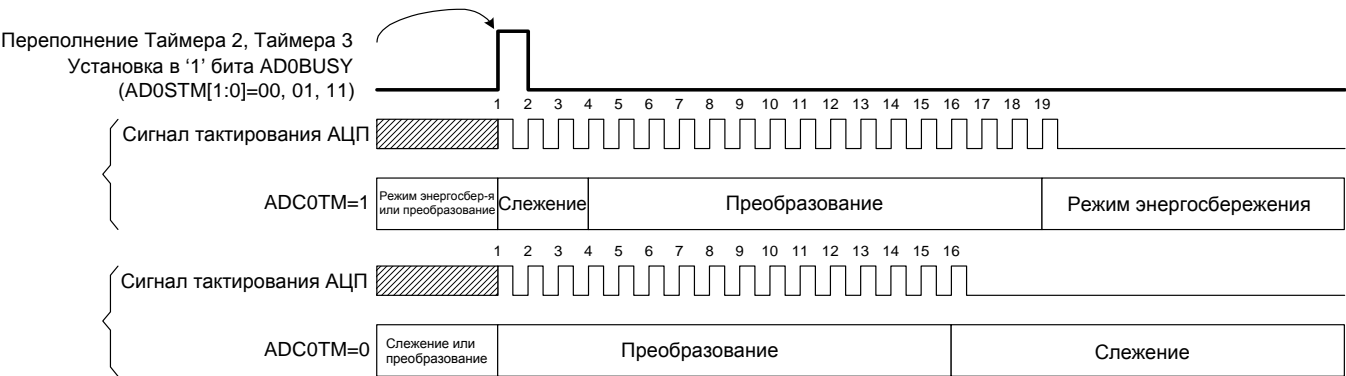 Переполнение Таймера 2, Таймера 3
Установка в ‘1’ бита AD0BUSY
(AD0STM[1:0]=00, 01, 11)
1 2 3 4 5 6 7 8 9 10 11 12 13 14 15 16 17 18 19
Сигнал тактирования АЦП
ADC0TM=1
Режим энергосбер-я
или преобразование
Слежение
Преобразование
Режим энергосбережения
1 2 3 4 5 6 7 8 9 10 11 12 13 14 15 16
Сигнал тактирования АЦП
ADC0TM=0
Слежение или
преобразование
Преобразование
Слежение